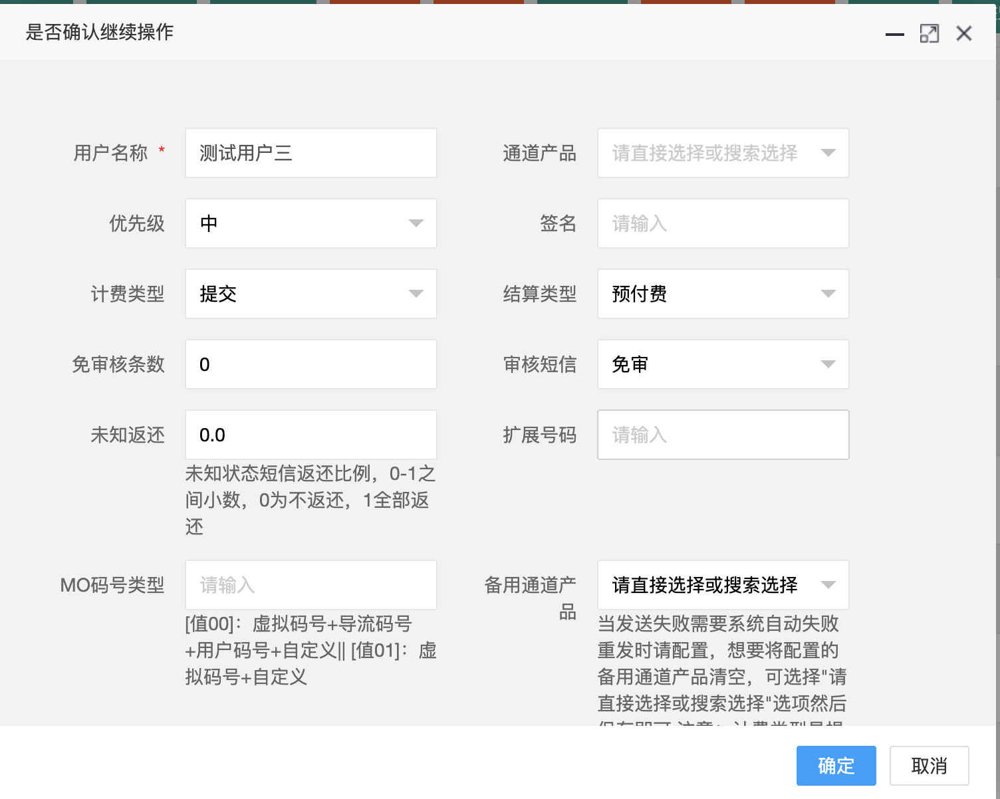 是否确认继续操作
用户名称 *
测试用户三
通道产品
请直接选择或搜索选择
优先级
中
签名
请输入
计费类型
提交
结算类型
预付费
免审核条数
0
审核短信
免审
未知返还
0.0
扩展号码
请输入
未知状态短信返还比例，0-1之
间小数，0为不返还，1全部返
还
MO码号类型
请输入
[值00]：虚拟码号+导流码号
+用户码号+自定义|| [值01]：虚
拟码号+自定义
备用通道产
品
请直接选择或搜索选择
当发送失败需要系统自动失败
重发时请配置，想要将配置的
备用通道产品清空，可选择"请
直接选择或搜索选择"选项然后
确定
取消